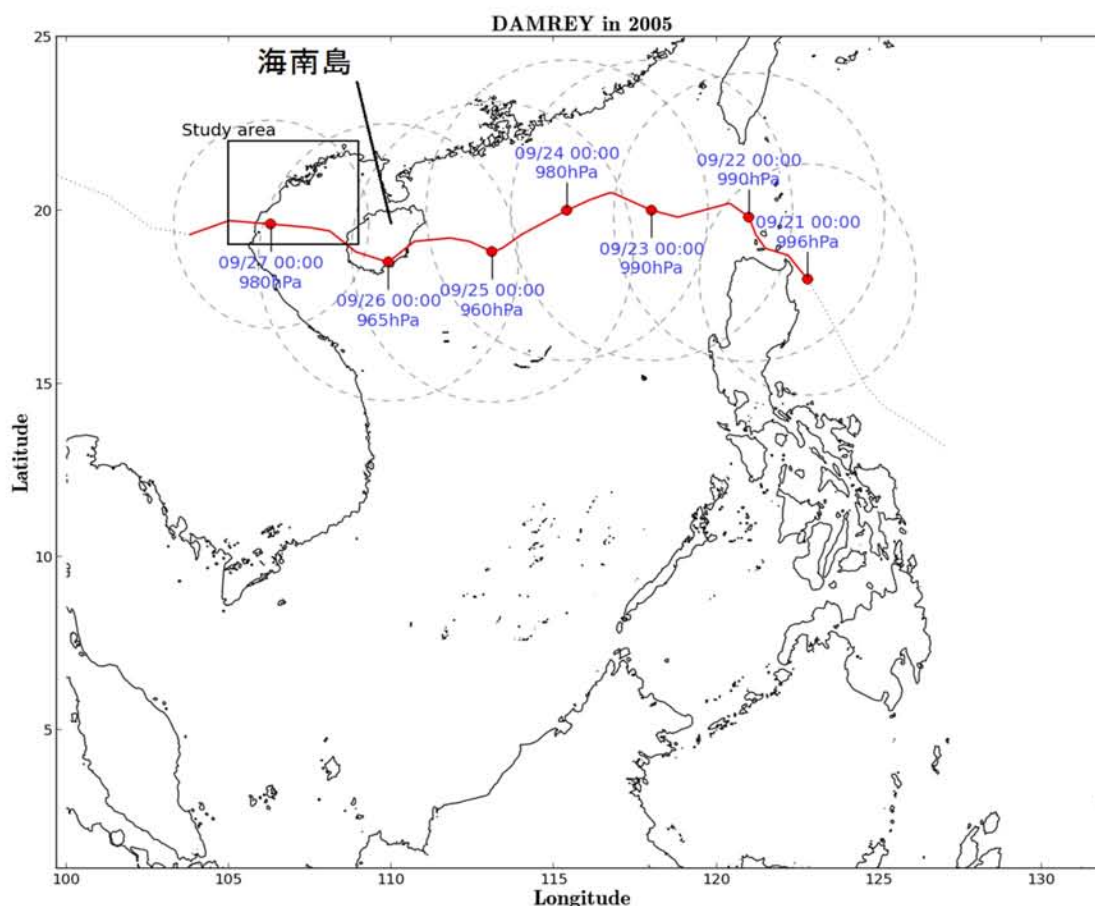 DAMREY in 2005
海南島
Study area
09/24 00:00
980hPa
09/22 00:00
990hPa
09/21 00:00
996hPa
09/23 00:00
990hPa
09/27 00:00
980hPa
09/25 00:00
960hPa
09/26 00:00
965hPa
25
20
15
10
5
Latitude
100
105
110
115
120
125
130
Longitude